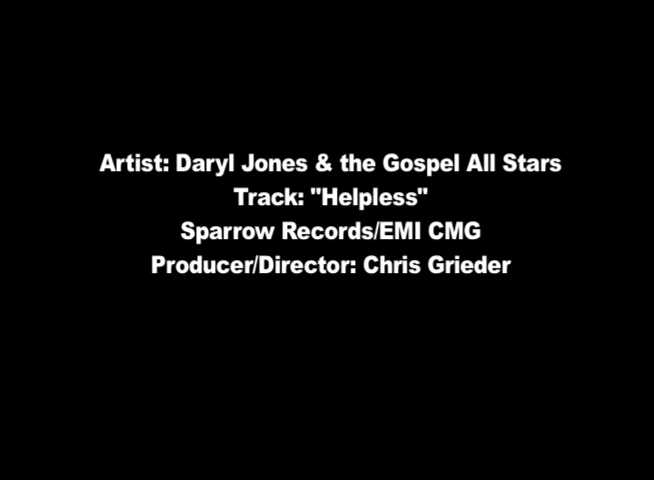 Artist: Daryl Jones & the Gospel All Stars
Track: "Helpless"
Sparrow Records/EMI CMG
Producer/Director: Chris Grieder